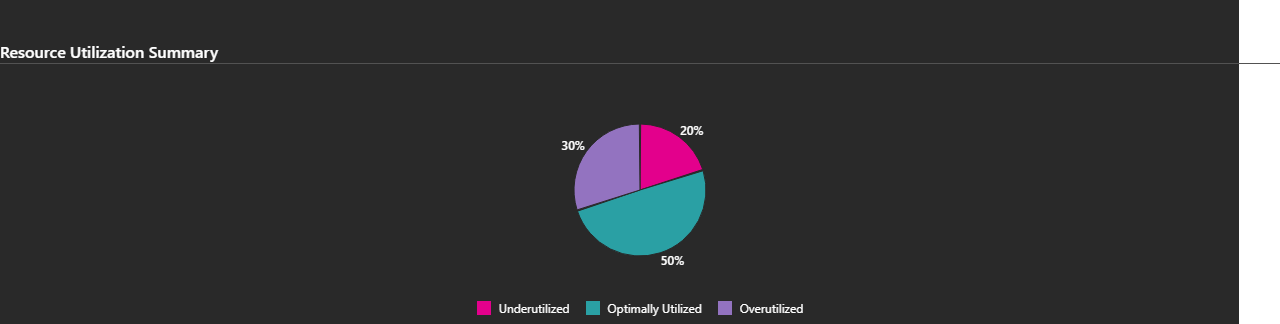 Resource Utilization Summary
20%
30%
50%
Underutilized
Optimally Utilized
Overutilized